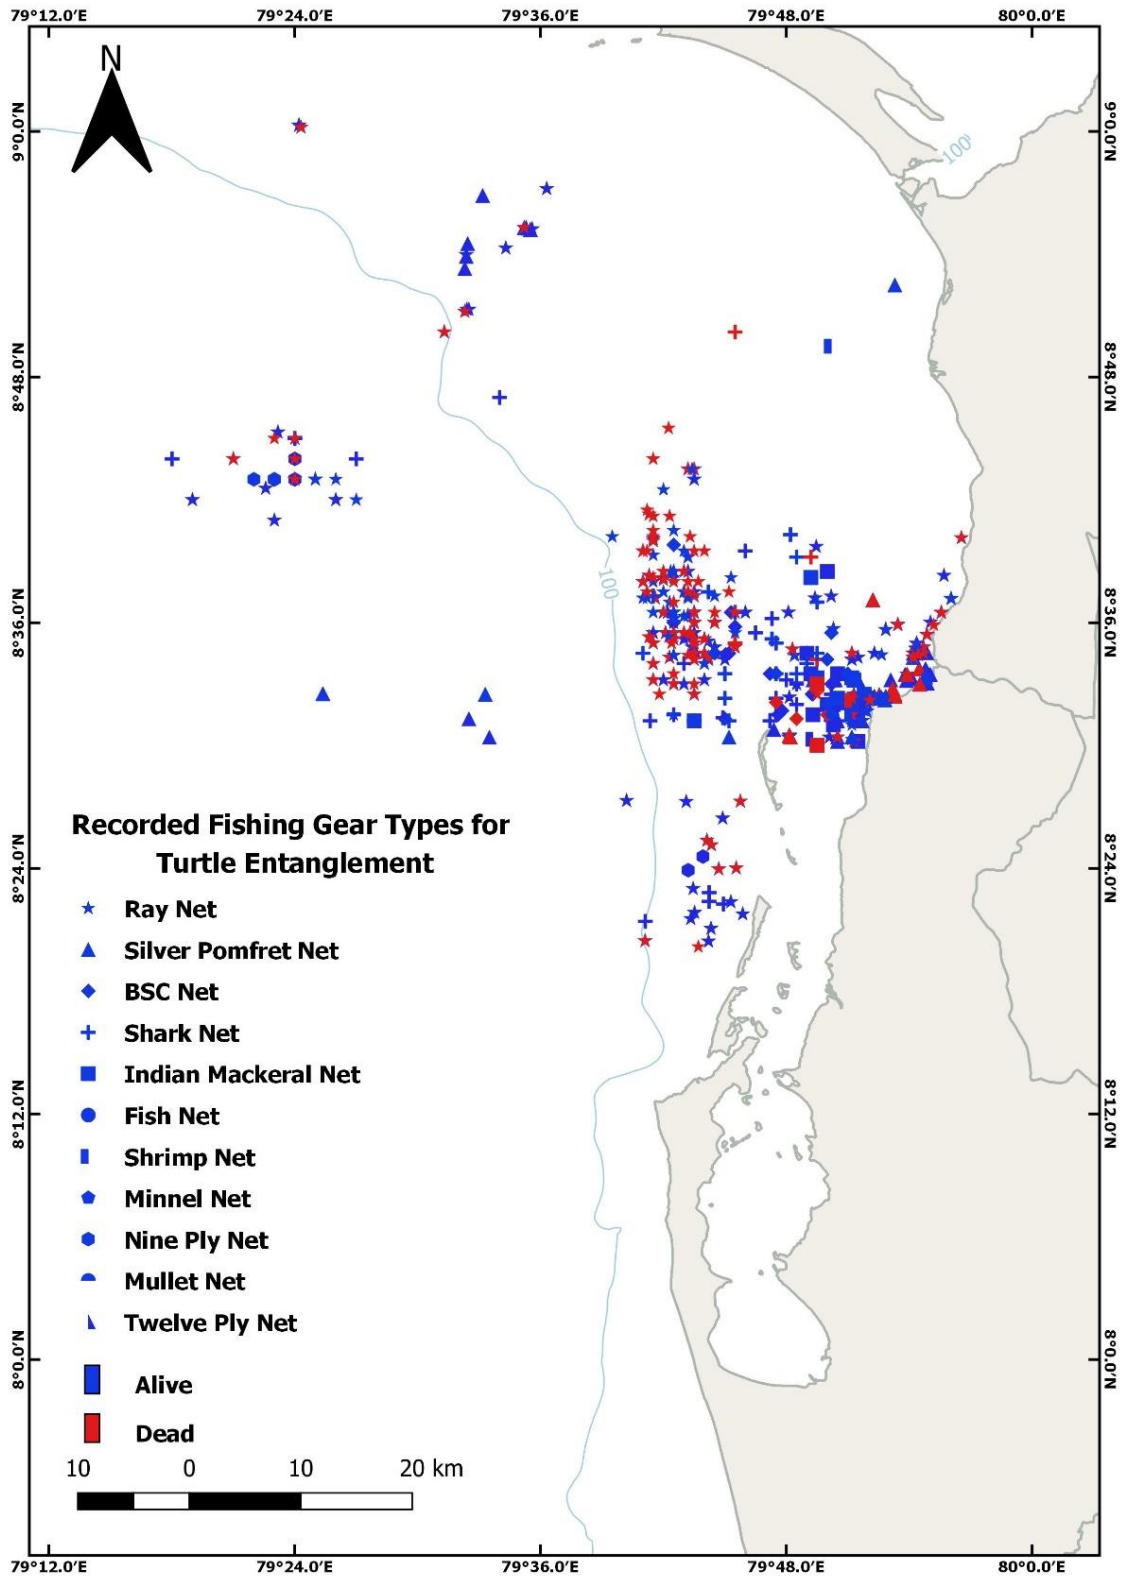 79°12.0′E 79°24.0′E 79°36.0′E 79°48.0′E 80°0.0′E
N
9°0.0′N 9°0.0′N
100
8°48.0′N 8°48.0′N
100
8°36.0′N 8°36.0′N
8°24.0′N 8°24.0′N
Recorded Fishing Gear Types for
Turtle Entanglement
Ray Net
Silver Pomfret Net
BSC Net
Shark Net
Indian Mackeral Net
Fish Net
8°12.0′N 8°12.0′N
Shrimp Net
Minnel Net
Nine Ply Net
Mullet Net
Twelve Ply Net
8°0.0′N 8°0.0′N
Alive
Dead
10 0 10 20 km
79°12.0′E 79°24.0′E 79°36.0′E 79°48.0′E 80°0.0′E